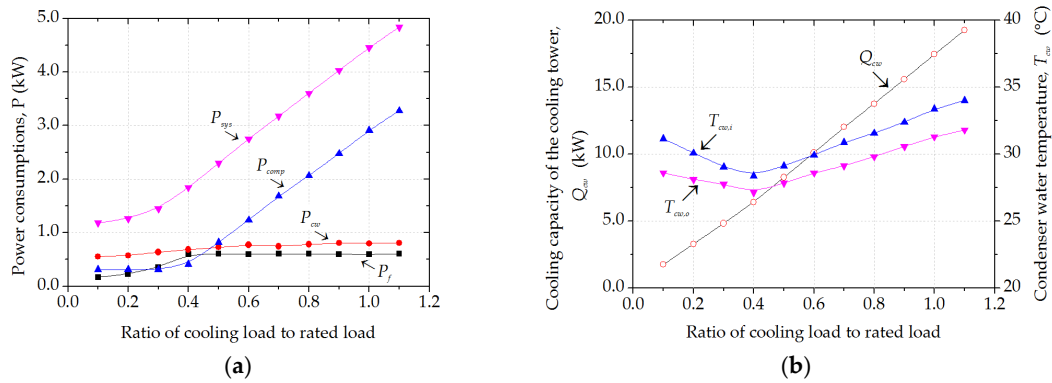 Power consumptions, P (kW)
5.0
4.0
3.0
2.0
1.0
0.0
P_sys
P_comp
P_cw
P_f
0.0 0.2 0.4 0.6 0.8 1.0 1.2
Ratio of cooling load to rated load
(a)
Cooling capacity of the cooling tower,
Q_cw (kW)
20.0
15.0
10.0
5.0
0.0
Q_cw
T_cw,i
T_cw,o
0.0 0.2 0.4 0.6 0.8 1.0 1.2
Ratio of cooling load to rated load
40
35
30
25
20
Condenser water temperature, T_cw (°C)
(b)